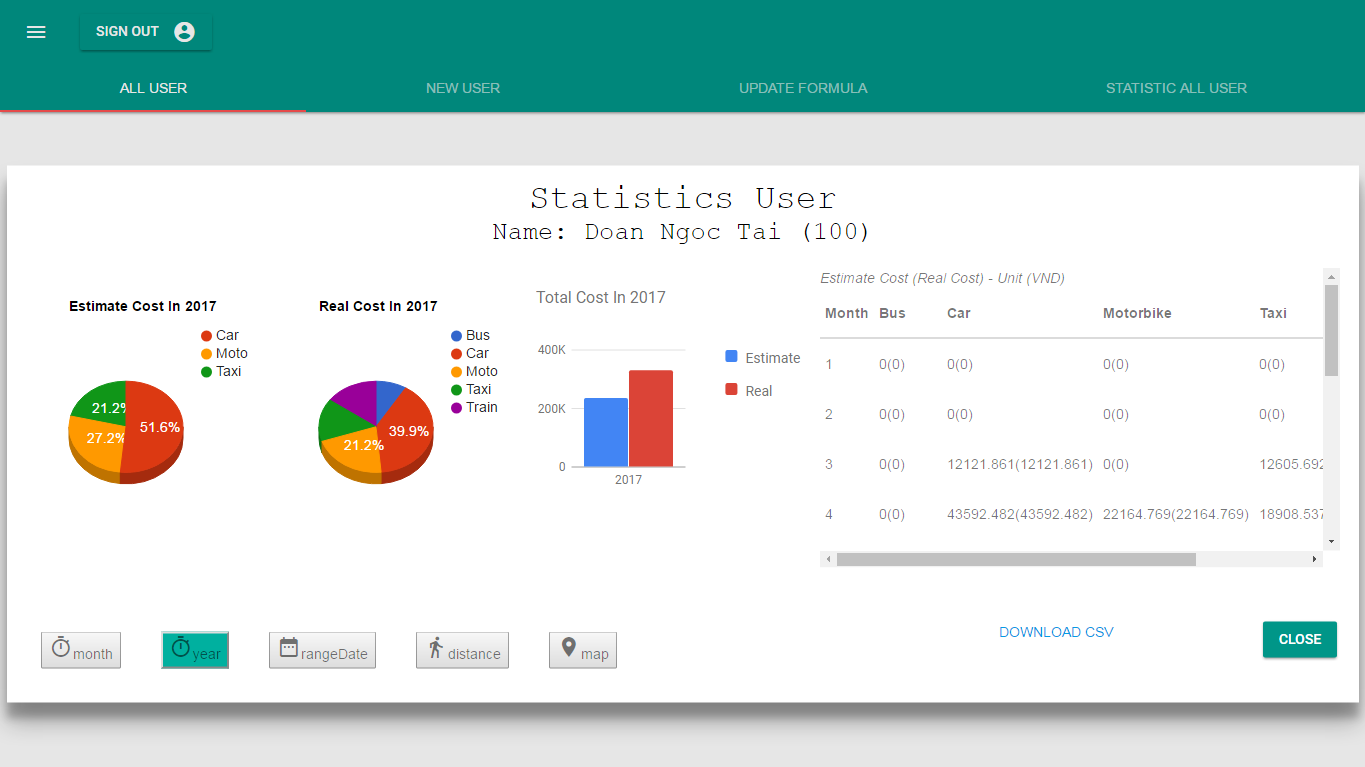 SIGN OUT
ALL USER
NEW USER
UPDATE FORMULA
STATISTIC ALL USER
Statistics User
Name: Doan Ngoc Tai (100)
Estimate Cost In 2017
Car
Moto
Taxi
51.6%
27.2%
21.2%
Real Cost In 2017
Bus
Car
Moto
Taxi
Train
39.9%
21.2%
Total Cost In 2017
400K
200K
0
2017
Estimate
Real
Estimate Cost (Real Cost) - Unit (VND)
Month Bus Car Motorbike Taxi
1 0(0) 0(0) 0(0) 0(0)
2 0(0) 0(0) 0(0) 0(0)
3 0(0) 12121.861(12121.861) 0(0) 12605.692
4 0(0) 43592.482(43592.482) 22164.769(22164.769) 18908.537
month
year
rangeDate
distance
map
DOWNLOAD CSV
CLOSE